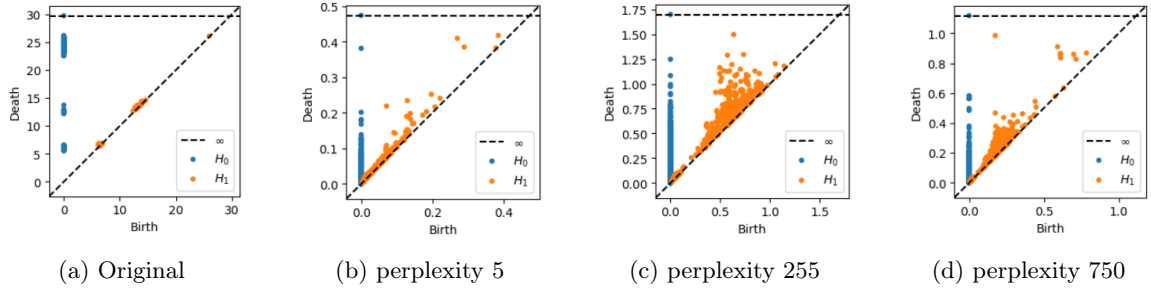 30
25
20
15
10
5
0
Death
0
10
20
30
Birth
∞
H₀
H₁
(a) Original
0.5
0.4
0.3
0.2
0.1
0.0
Death
0.0
0.2
0.4
Birth
∞
H₀
H₁
(b) perplexity 5
1.75
1.50
1.25
1.00
0.75
0.50
0.25
0.00
Death
0.0
0.5
1.0
1.5
Birth
∞
H₀
H₁
(c) perplexity 255
1.0
0.8
0.6
0.4
0.2
0.0
Death
0.0
0.5
1.0
Birth
∞
H₀
H₁
(d) perplexity 750